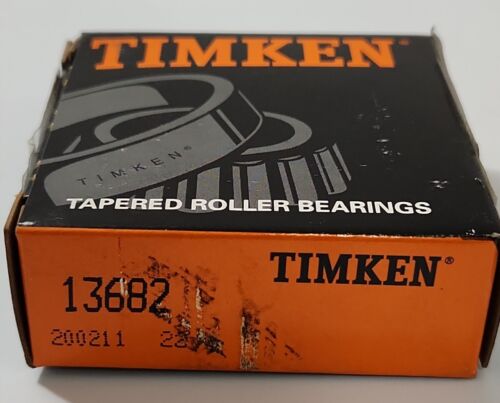 TIMKEN®
TIMKEN®
TAPERED ROLLER BEARINGS
TIMKEN®
13682
200211